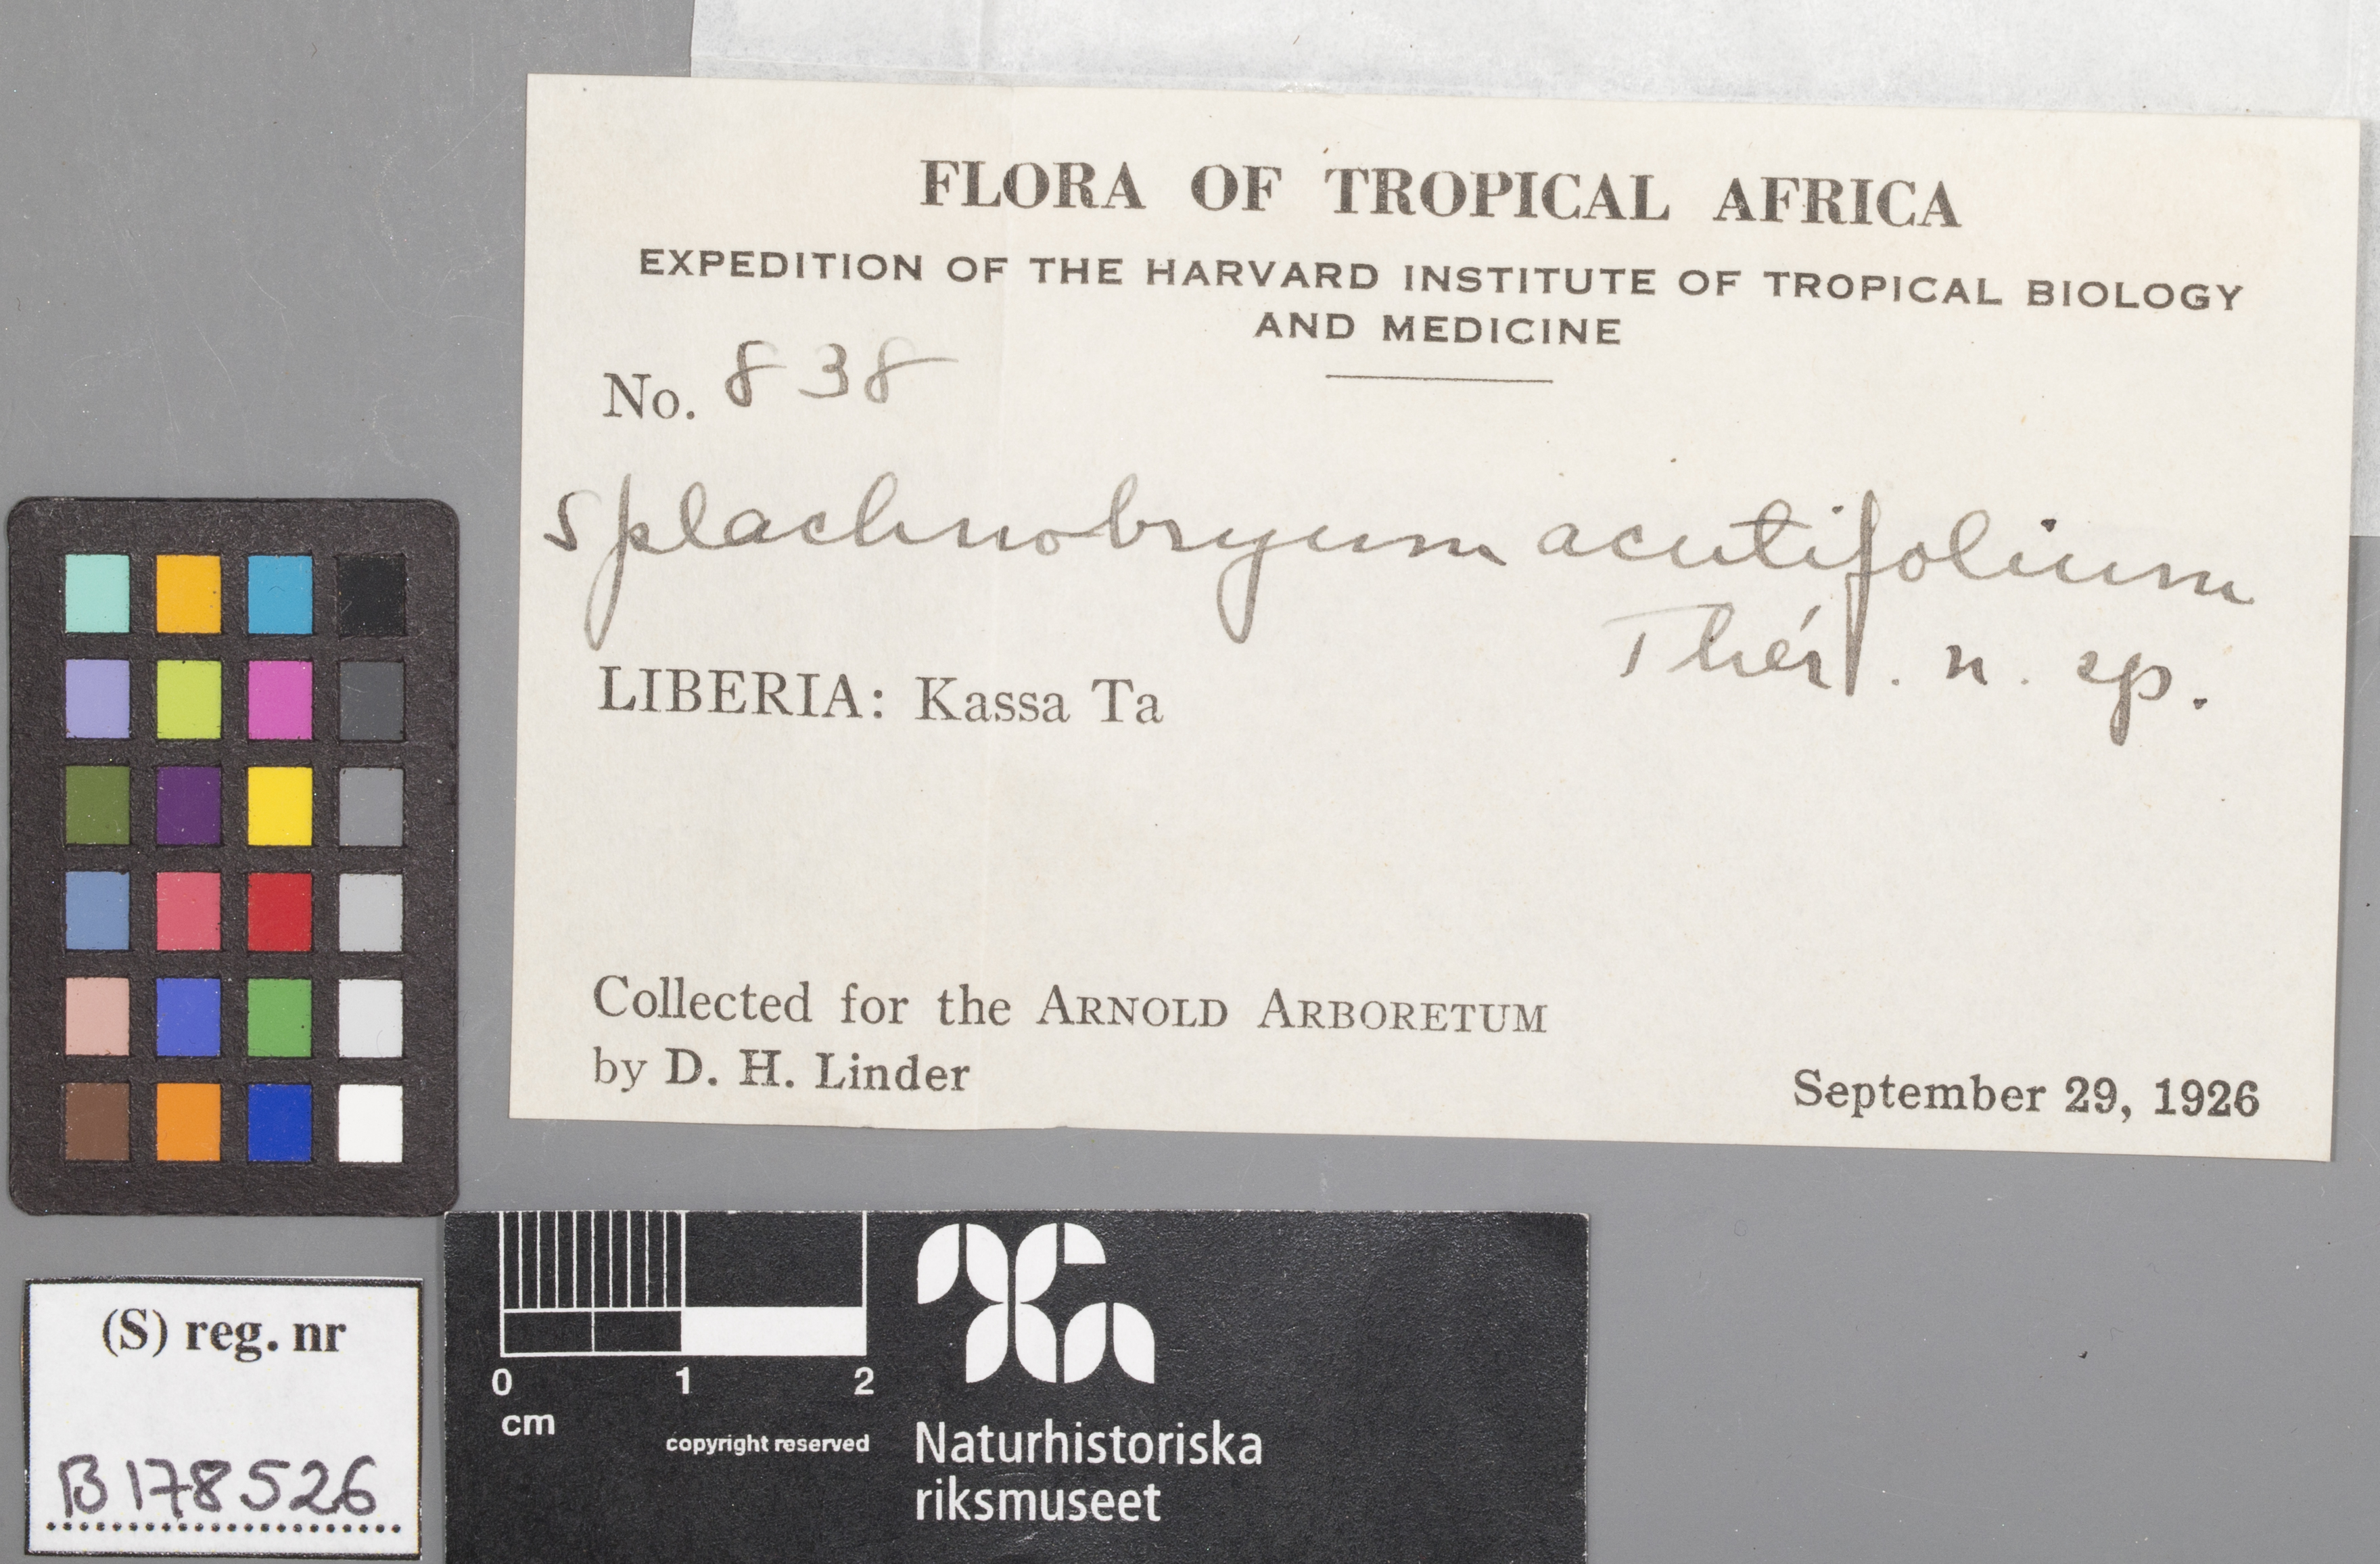 FLORA OF TROPICAL AFRICA
EXPEDITION OF THE HARVARD INSTITUTE OF TROPICAL BIOLOGY
AND MEDICINE
No. 838
Splachnobryum acutifolium
Thér. n. sp.
LIBERIA: Kassa Ta
Collected for the ARNOLD ARBORETUM
by D. H. Linder
September 29, 1926
(S) reg. nr
B178526
0 1 2
cm
copyright reserved
Naturhistoriska
riksmuseet